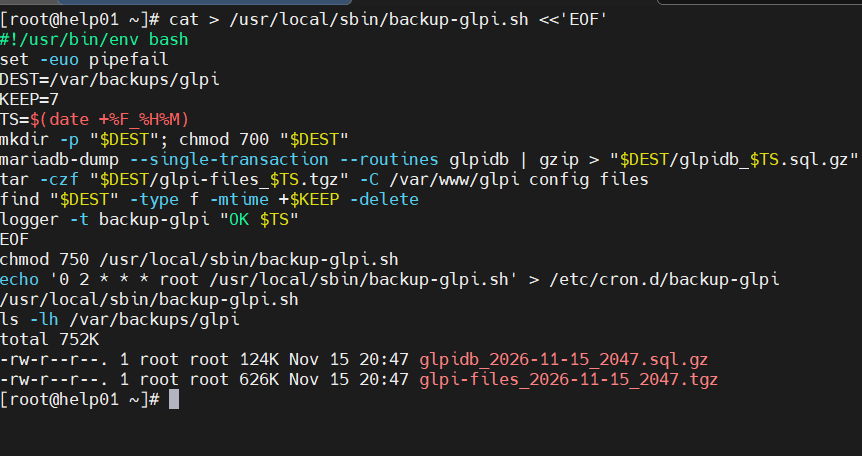 [root@help01 ~]# cat > /usr/local/sbin/backup-glpi.sh <<'EOF'
#!/usr/bin/env bash
set -euo pipefail
DEST=/var/backups/glpi
KEEP=7
TS=$(date +%F_%H%M)
mkdir -p "$DEST"; chmod 700 "$DEST"
mariadb-dump --single-transaction --routines glpidb | gzip > "$DEST/glpidb_$TS.sql.gz"
tar -czf "$DEST/glpi-files_$TS.tgz" -C /var/www/glpi config files
find "$DEST" -type f -mtime +$KEEP -delete
logger -t backup-glpi "OK $TS"
EOF
chmod 750 /usr/local/sbin/backup-glpi.sh
echo '0 2 * * * root /usr/local/sbin/backup-glpi.sh' > /etc/cron.d/backup-glpi
/usr/local/sbin/backup-glpi.sh
ls -lh /var/backups/glpi
total 752K
-rw-r--r--. 1 root root 124K Nov 15 20:47 glpidb_2026-11-15_2047.sql.gz
-rw-r--r--. 1 root root 626K Nov 15 20:47 glpi-files_2026-11-15_2047.tgz
[root@help01 ~]#